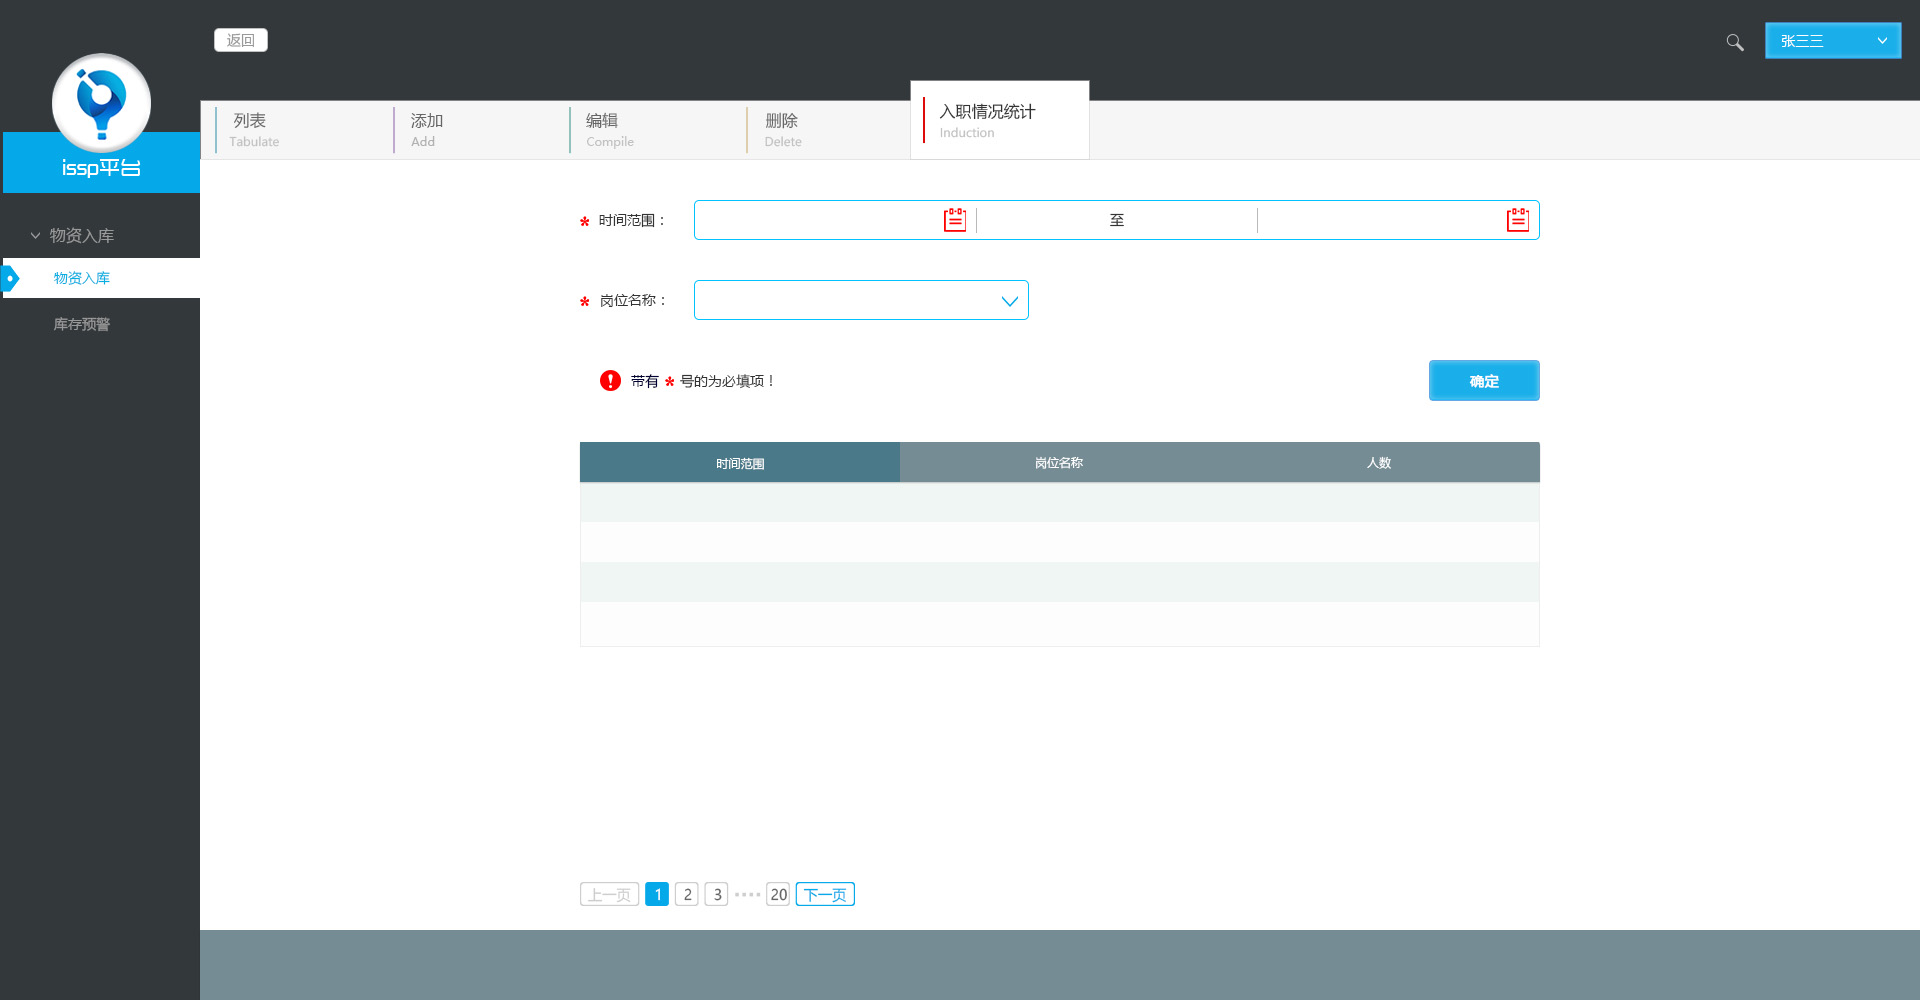 返回
张三三
issp平台
列表
Tabulate
添加
Add
编辑
Compile
删除
Delete
入职情况统计
Induction
物资入库
物资入库
库存预警
* 时间范围：
至
* 岗位名称：
带有 * 号的为必填项！
确定
时间范围 岗位名称 人数
上一页 1 2 3 ···· 20 下一页